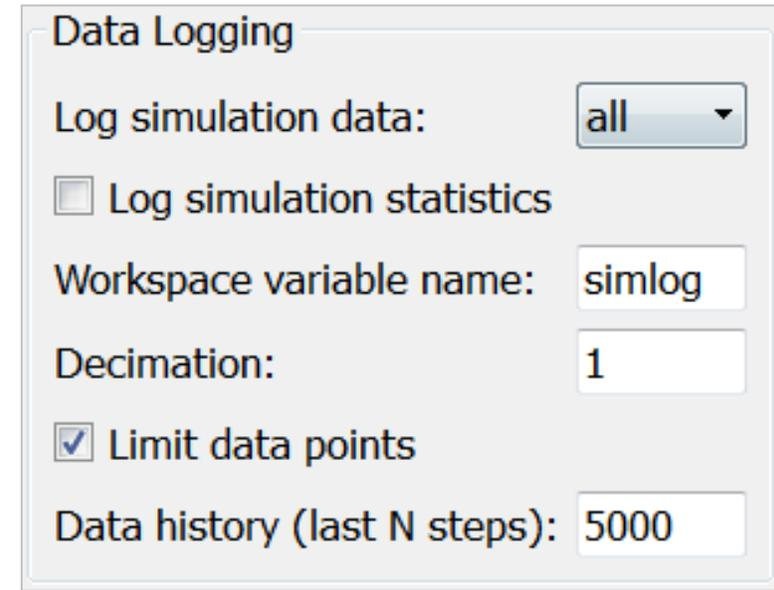 Data Logging
Log simulation data: all
Log simulation statistics
Workspace variable name: simlog
Decimation: 1
Limit data points
Data history (last N steps): 5000